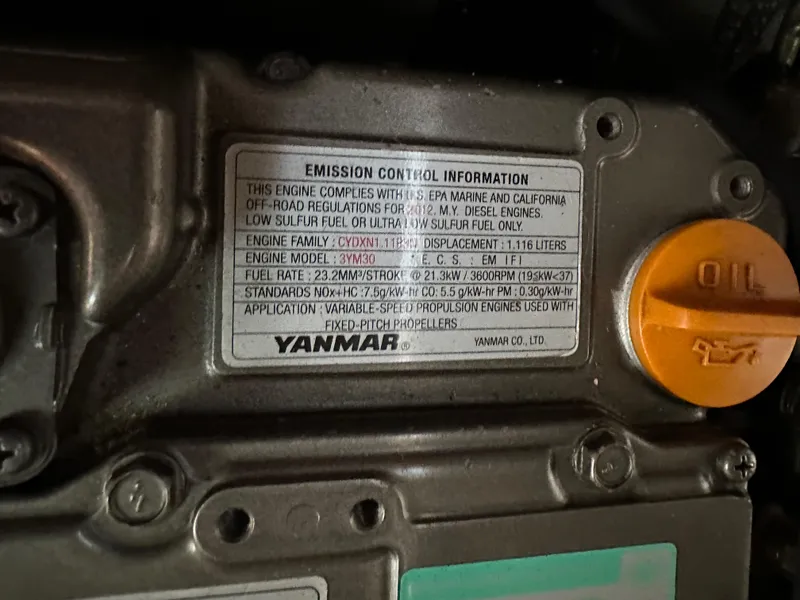 EMISSION CONTROL INFORMATION
THIS ENGINE COMPLIES WITH U.S. EPA MARINE AND CALIFORNIA
OFF-ROAD REGULATIONS FOR 2012. M.Y. DIESEL ENGINES.
LOW SULFUR FUEL OR ULTRA LOW SULFUR FUEL ONLY.
ENGINE FAMILY : DISPLACEMENT : 1.116 LITERS
ENGINE MODEL : 3YM30 E. C. S. : EM IFI
FUEL RATE : 23.2MM³/STROKE @ 21.3kW / 3600RPM (19≤kW<37)
STANDARDS NOx+HC :7.5g/kW-hr CO: 5.5 g/kW-hr PM : 0.30g/kW-hr
APPLICATION : VARIABLE-SPEED PROPULSION ENGINES USED WITH
FIXED-PITCH PROPELLERS
YANMAR® YANMAR CO., LTD.
OIL